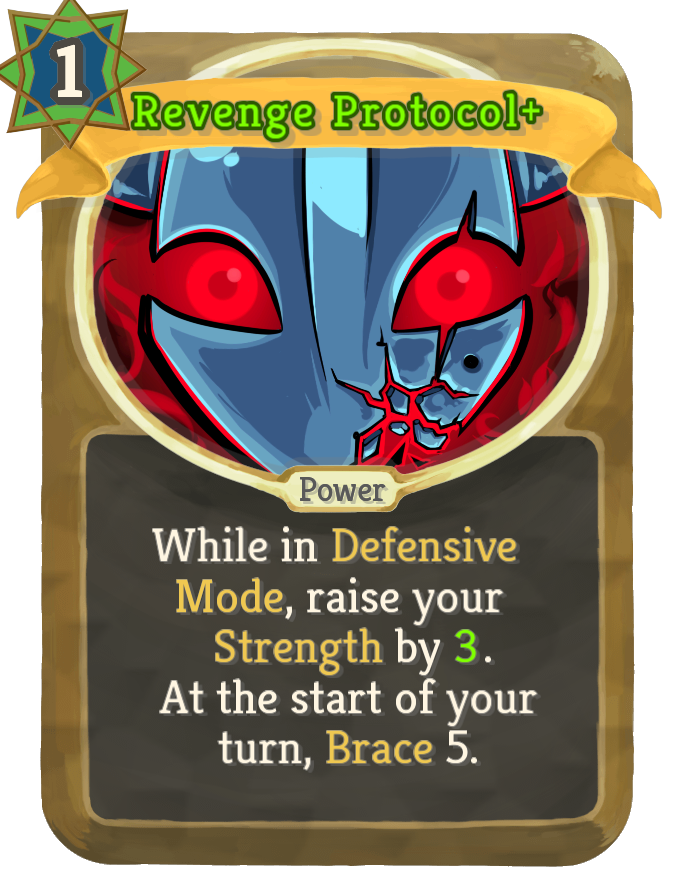 1
Revenge Protocol+
Power
While in Defensive
Mode, raise your
Strength by 3.
At the start of your
turn, Brace 5.